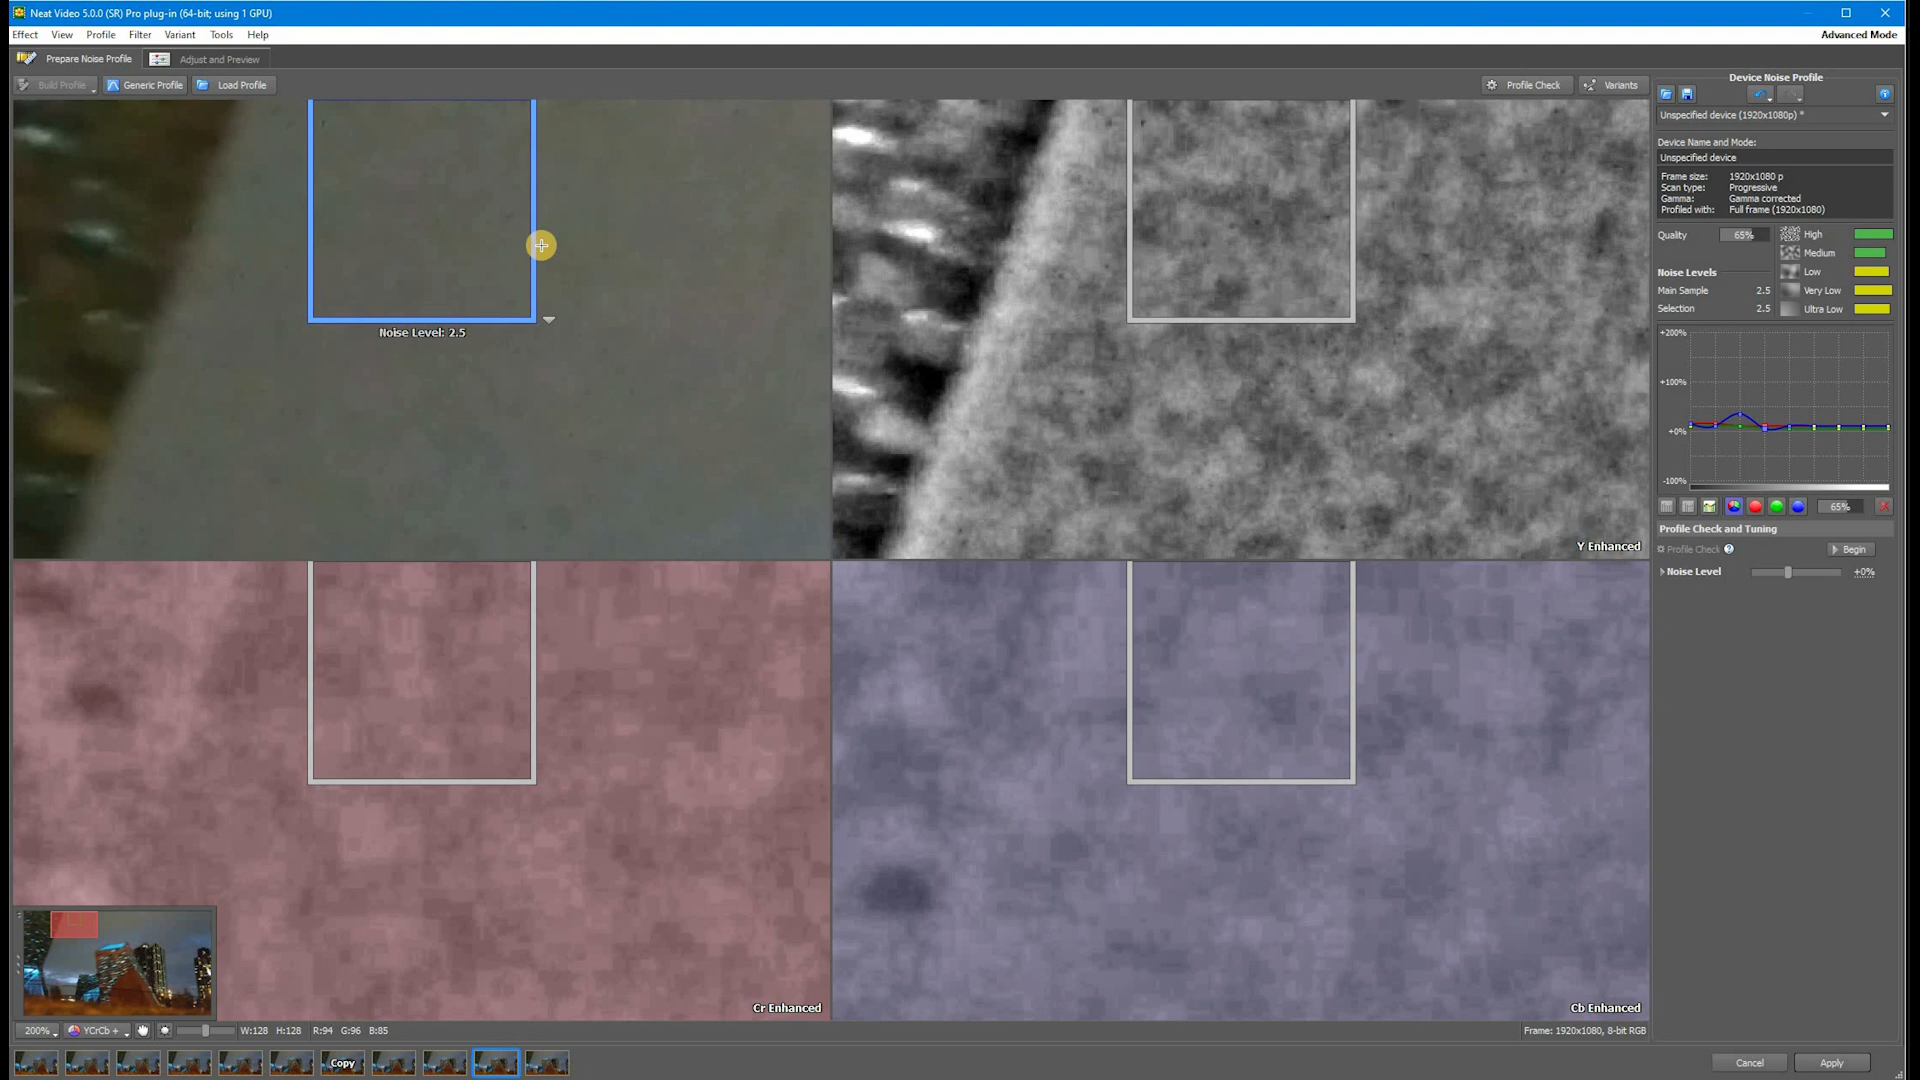 Neat Video 5.0.0 (SR) Pro plug-in (64-bit; using 1 GPU)
Effect View Profile Filter Variant Tools Help
Advanced Mode
Prepare Noise Profile
Adjust and Preview
Build Profile
Generic Profile
Load Profile
Profile Check
Variants
Noise Level: 2.5
Y Enhanced
Cr Enhanced
Cb Enhanced
Device Noise Profile
Unspecified device (1920x1080p) *
Device Name and Mode:
Unspecified device
Frame size: 1920x1080 p
Scan type: Progressive
Gamma: Gamma corrected
Profiled with: Full frame (1920x1080)
Quality 65%
High
Medium
Noise Levels
Low
Main Sample 2.5
Very Low
Selection 2.5
Ultra Low
+200%
+100%
+0%
-100%
65%
Profile Check and Tuning
Profile Check
Begin
Noise Level
+0%
200%
YCrCb +
W:128 H:128 R:94 G:96 B:85
Frame: 1920x1080, 8-bit RGB
Copy
Cancel
Apply